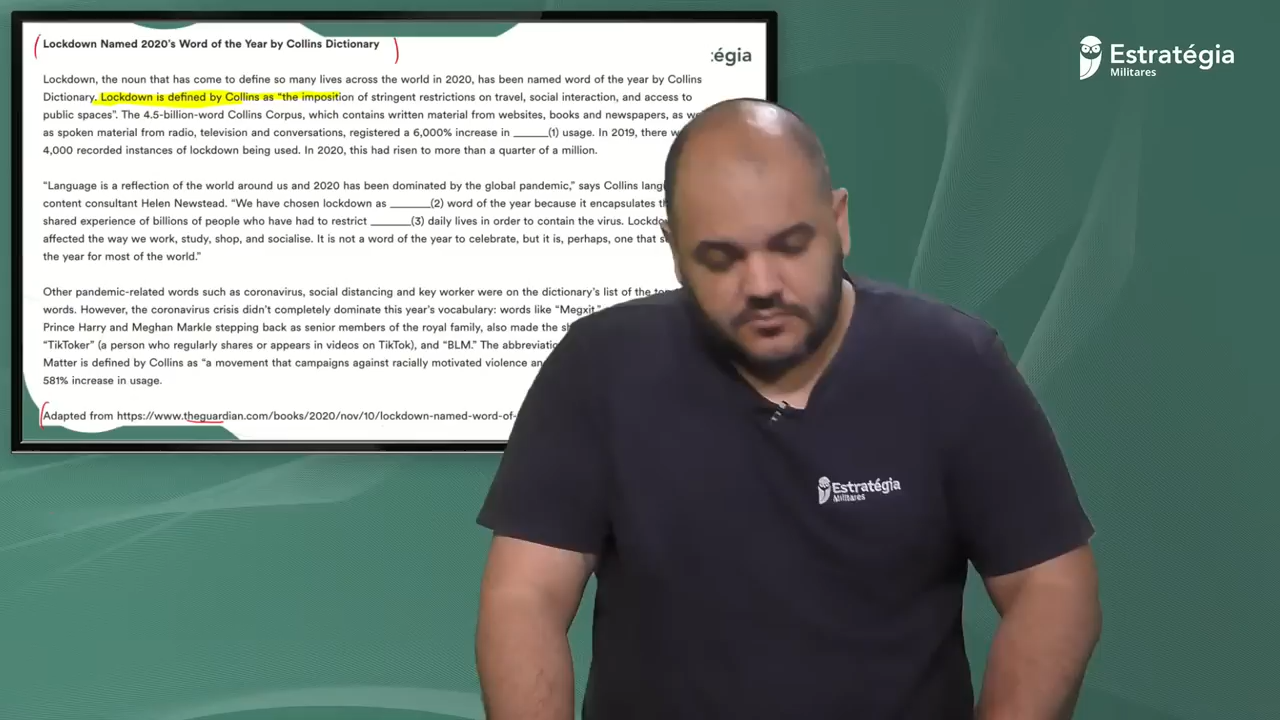 Lockdown Named 2020's Word of the Year by Collins Dictionary
:égia
Lockdown, the noun that has come to define so many lives across the world in 2020, has been named word of the year by Collins
Dictionary. Lockdown is defined by Collins as "the imposition of stringent restrictions on travel, social interaction, and access to
public spaces". The 4.5-billion-word Collins Corpus, which contains written material from websites, books and newspapers, as
as spoken material from radio, television and conversations, registered a 6,000% increase in ______(1) usage. In 2019, there
4,000 recorded instances of lockdown being used. In 2020, this had risen to more than a quarter of a million.
"Language is a reflection of the world around us and 2020 has been dominated by the global pandemic," says Collins
content consultant Helen Newstead. "We have chosen lockdown as _______(2) word of the year because it encapsulates
shared experience of billions of people who have had to restrict _______(3) daily lives in order to contain the virus.
affected the way we work, study, shop, and socialise. It is not a word of the year to celebrate, but it is, perhaps, one that
the year for most of the world."
Other pandemic-related words such as coronavirus, social distancing and key worker were on the dictionary's list of the
words. However, the coronavirus crisis didn't completely dominate this year's vocabulary: words like "Megxit,"
Prince Harry and Meghan Markle stepping back as senior members of the royal family, also made the
"TikToker" (a person who regularly shares or appears in videos on TikTok), and "BLM." The
Matter is defined by Collins as "a movement that campaigns against racially motivated violence
581% increase in usage.
Adapted from https://www.theguardian.com/books/2020/nov/10/lockdown-named-word-of-
Estratégia
Militares
Estratégia
Militares